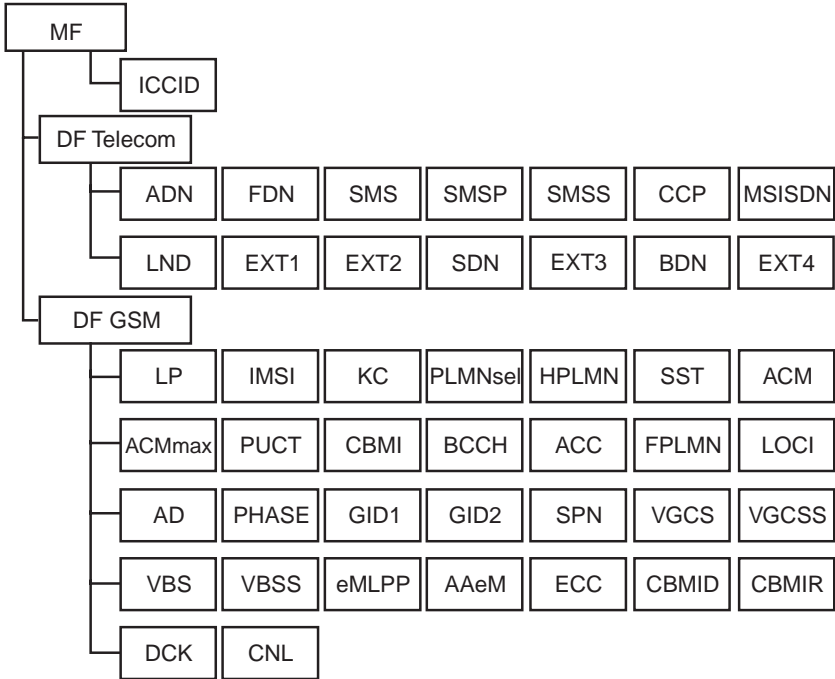 MF
ICCID
DF Telecom
ADN FDN SMS SMSP SMSS CCP MSISDN
LND EXT1 EXT2 SDN EXT3 BDN EXT4
DF GSM
LP IMSI KC PLMNsel HPLMN SST ACM
ACMmax PUCT CBMI BCCH ACC FPLMN LOCI
AD PHASE GID1 GID2 SPN VGCS VGCSS
VBS VBSS eMLPP AAeM ECC CBMID CBMIR
DCK CNL